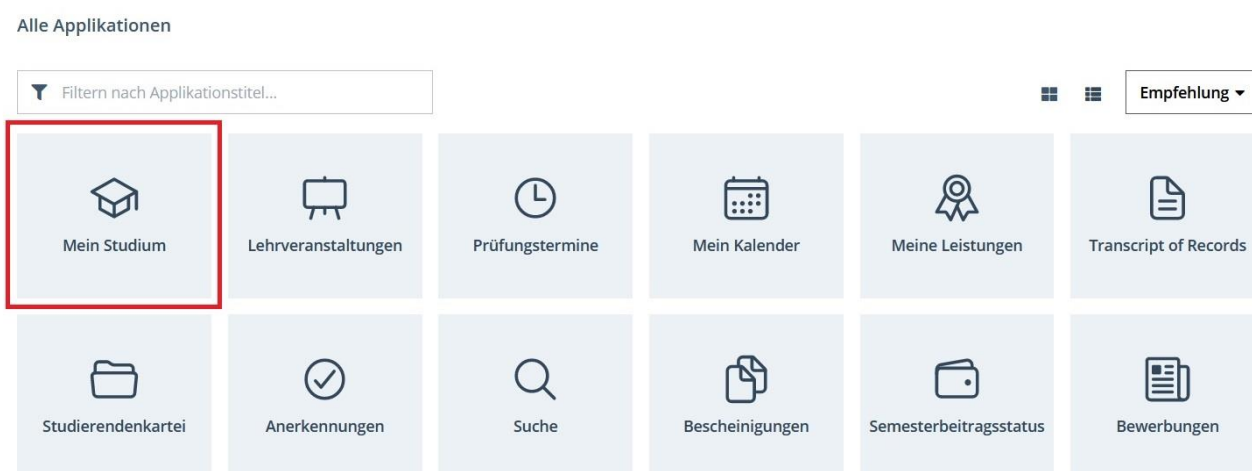 Alle Applikationen
Filtern nach Applikationstitel...
Empfehlung
Mein Studium
Lehrveranstaltungen
Prüfungstermine
Mein Kalender
Meine Leistungen
Transcript of Records
Studierendenkartei
Anerkennungen
Suche
Bescheinigungen
Semesterbeitragsstatus
Bewerbungen